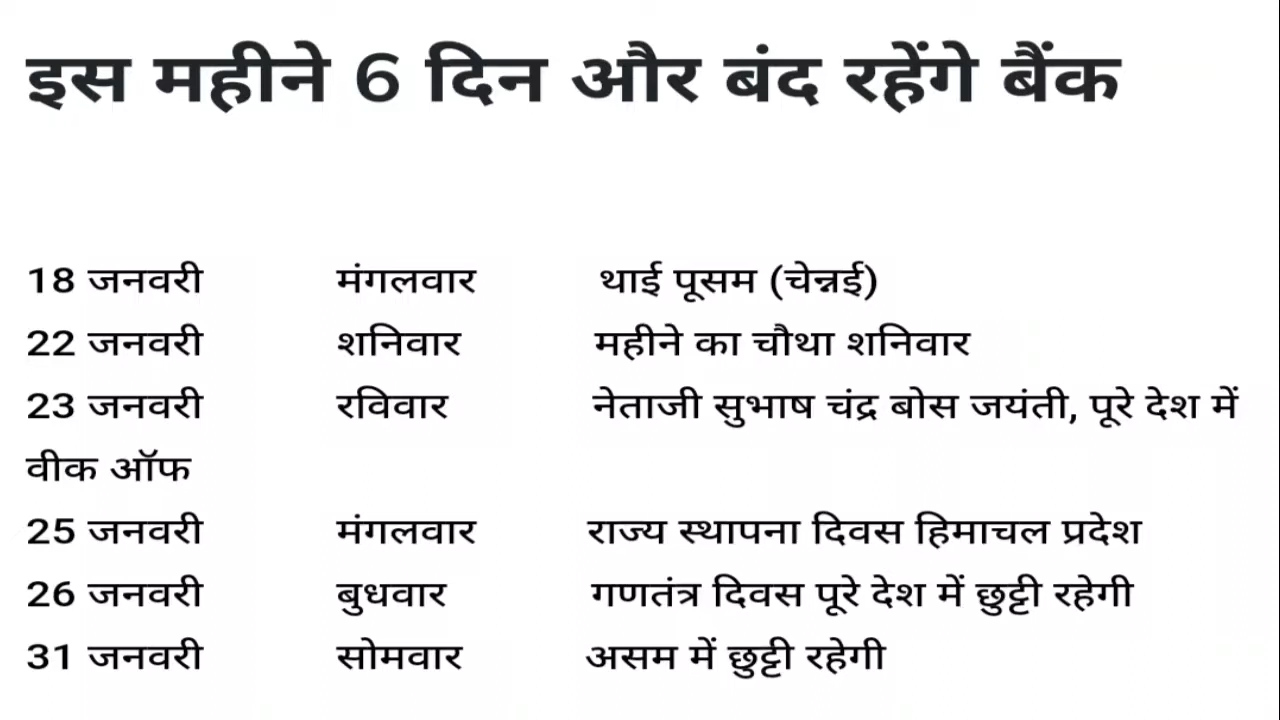 इस महीने 6 दिन और बंद रहेंगे बैंक
18 जनवरी मंगलवार थाई पूसम (चेन्नई)
22 जनवरी शनिवार महीने का चौथा शनिवार
23 जनवरी रविवार नेताजी सुभाष चंद्र बोस जयंती, पूरे देश में
वीक ऑफ
25 जनवरी मंगलवार राज्य स्थापना दिवस हिमाचल प्रदेश
26 जनवरी बुधवार गणतंत्र दिवस पूरे देश में छुट्टी रहेगी
31 जनवरी सोमवार असम में छुट्टी रहेगी